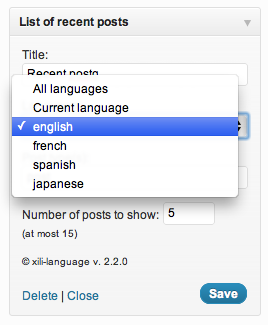 List of recent posts
Title:
Recent postq
All languages
Current language
✓ english
french
spanish
japanese
Number of posts to show: 5
(at most 15)
© xili-language v. 2.2.0
Delete | Close
Save